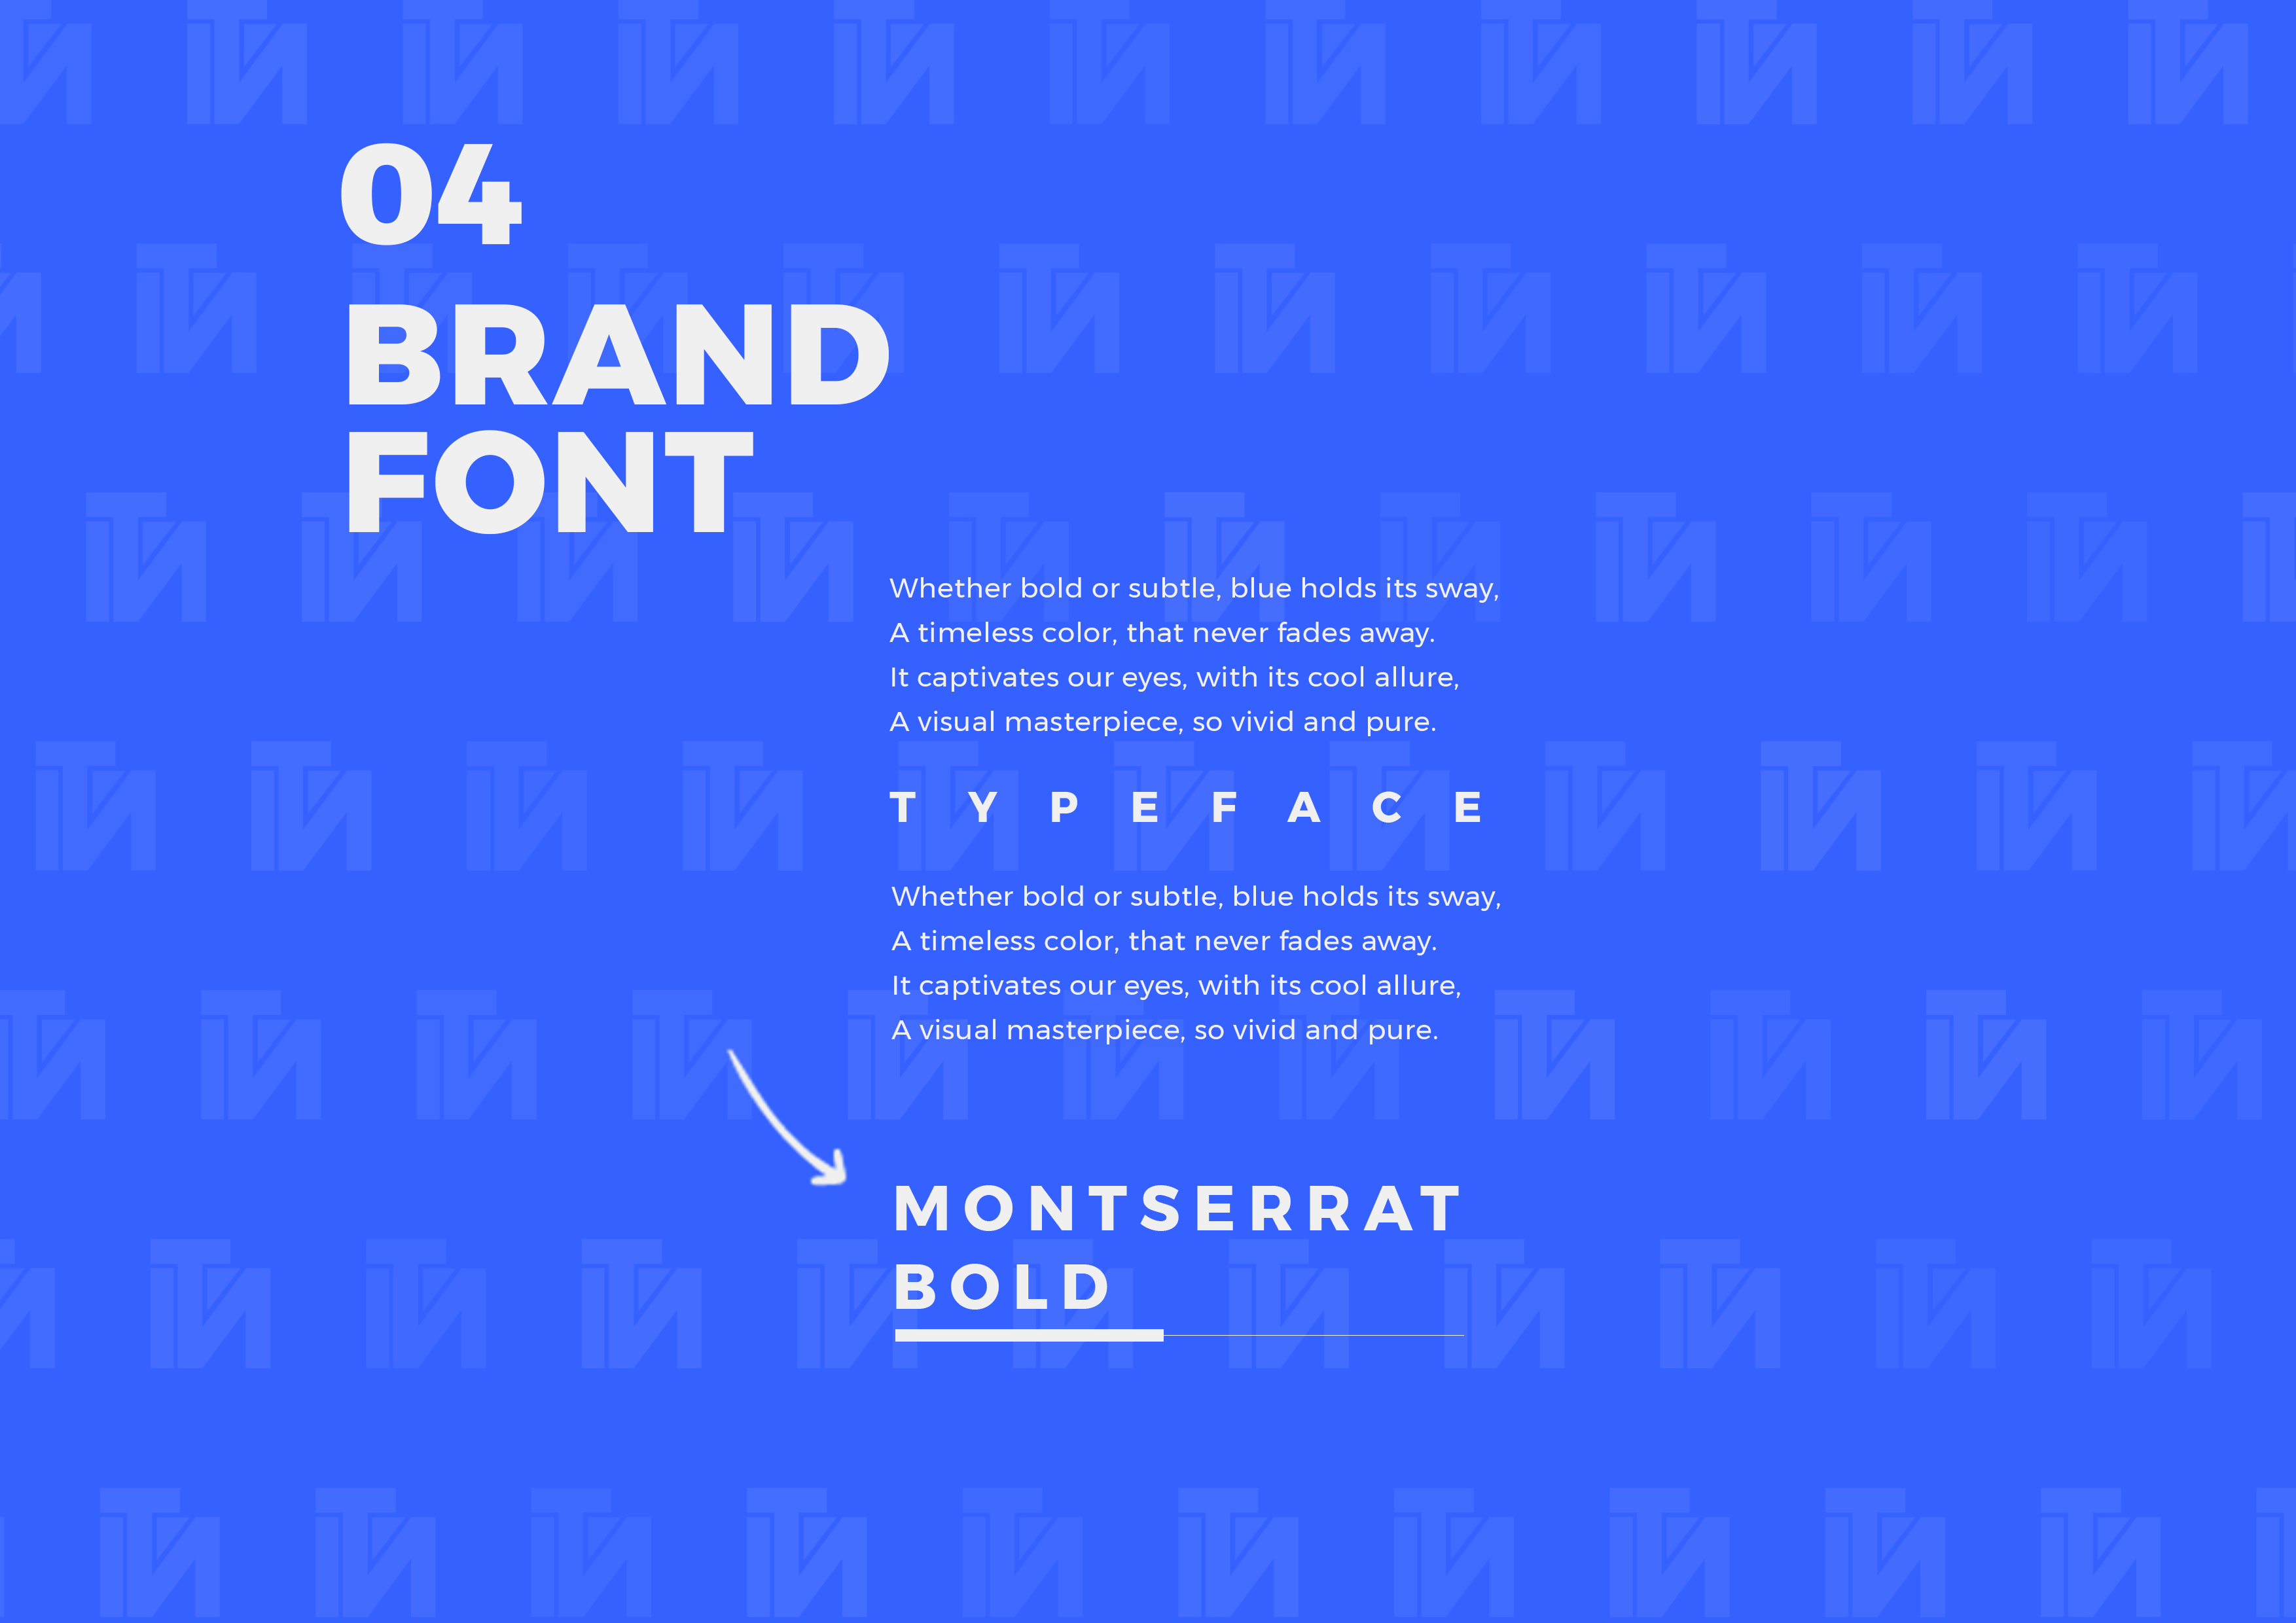 04
BRAND
FONT
Whether bold or subtle, blue holds its sway,
A timeless color, that never fades away.
It captivates our eyes, with its cool allure,
A visual masterpiece, so vivid and pure.
TYPEFACE
Whether bold or subtle, blue holds its sway,
A timeless color, that never fades away.
It captivates our eyes, with its cool allure,
A visual masterpiece, so vivid and pure.
MONTSERRAT
BOLD